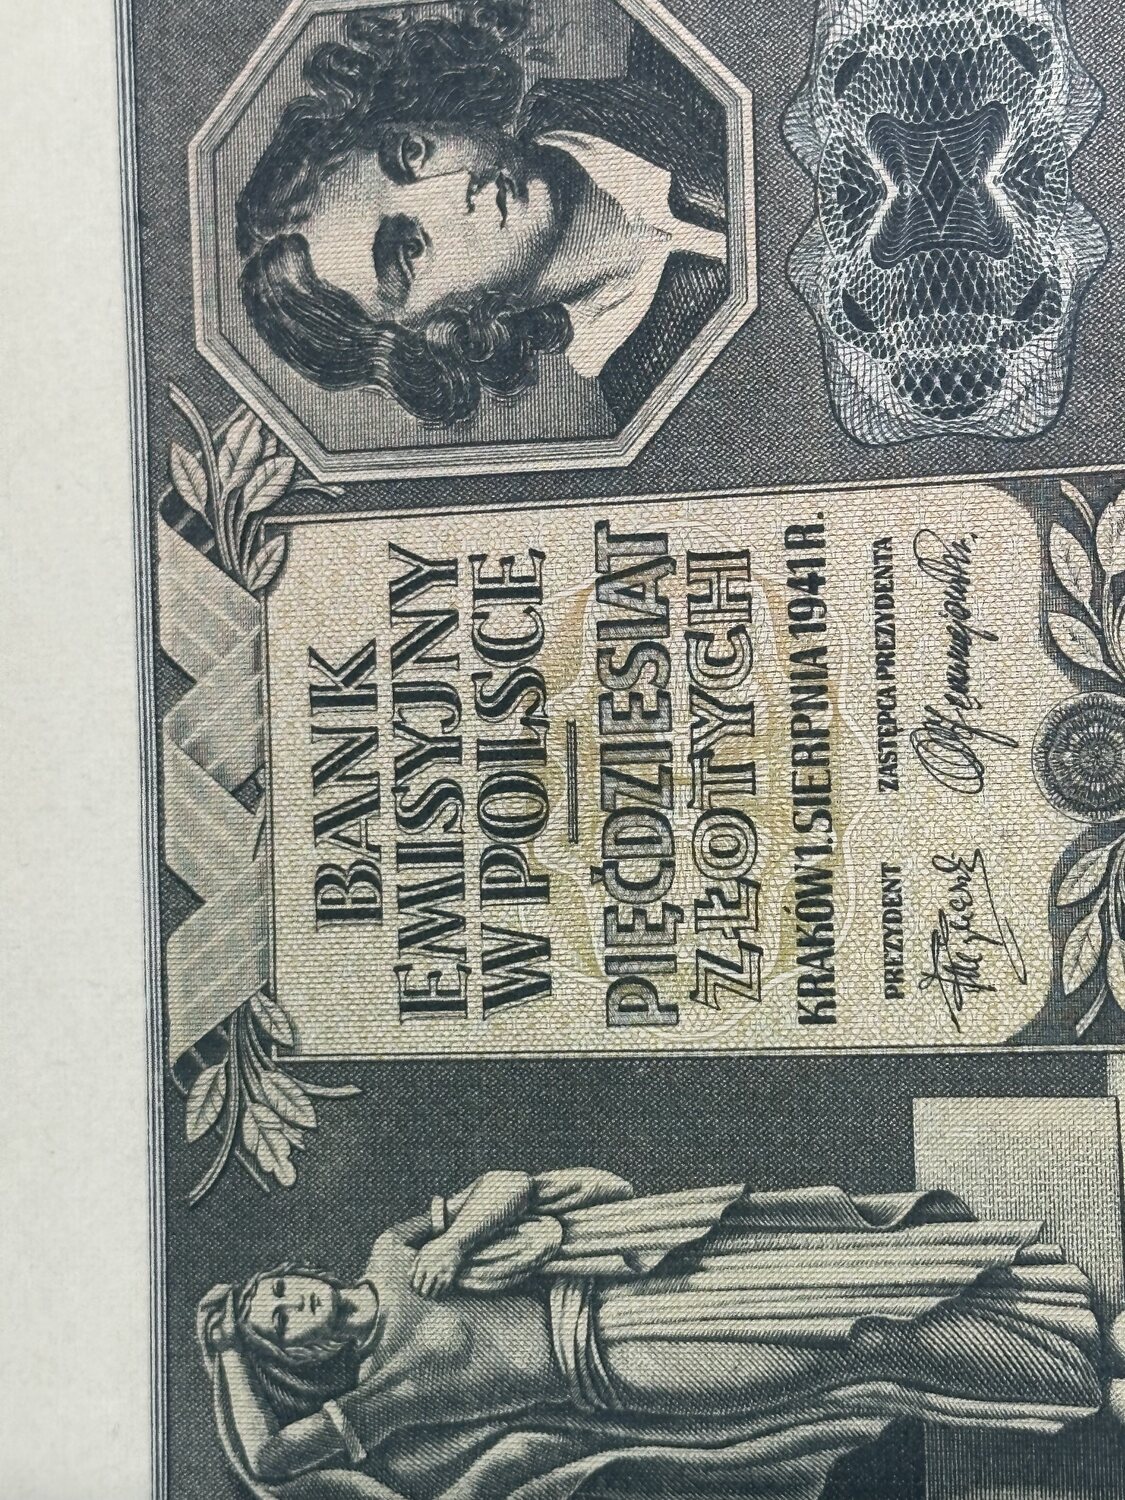 BANK
EMISYJNY
W POLSCE
PIĘĆDZIESIĄT
ZŁOTYCH
KRAKÓW 1. SIERPNIA 1941 R.
PREZYDENT ZASTĘPCA PREZYDENTA